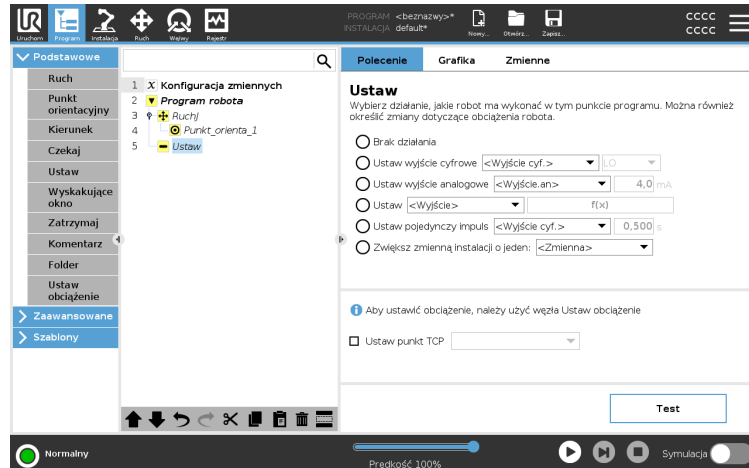 PROGRAM <beznazwy>*
INSTALACJA default*
Uruchom Program Instalacja Ruch We/wy Rejestr
Nowy... Otwórz... Zapisz...
CCCC
CCCC
Podstawowe
Ruch
Punkt
orientacyjny
Kierunek
Czekaj
Ustaw
Wyskakujące
okno
Zatrzymaj
Komentarz
Folder
Ustaw
obciążenie
Zaawansowane
Szablony
1 X Konfiguracja zmiennych
2 Program robota
3 RuchJ
4 Punkt_orienta_1
5 Ustaw
Polecenie Grafika Zmienne
Ustaw
Wybierz działanie, jakie robot ma wykonać w tym punkcie programu. Można również
określić zmiany dotyczące obciążenia robota.
Brak działania
Ustaw wyjście cyfrowe <Wyjście cyf.> LO
Ustaw wyjście analogowe <Wyjście.an> 4,0 mA
Ustaw <Wyjście> f(x)
Ustaw pojedynczy impuls <Wyjście cyf.> 0,500 s
Zwiększ zmienną instalacji o jeden: <Zmienna>
Aby ustawić obciążenie, należy użyć węzła Ustaw obciążenie
Ustaw punkt TCP
Test
Normalny
Prędkość 100%
Symulacja